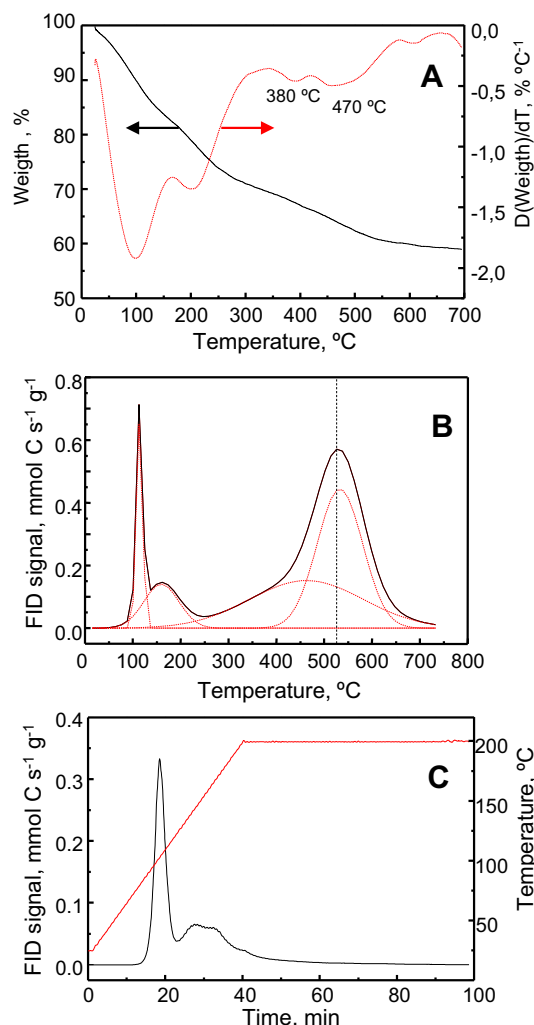 100
90
80
70
60
50
Weigth , %
A
380 ºC
470 ºC
0,0
-0,5
-1,0
-1,5
-2,0
D(Weigth)/dT, % ºC-1
0 100 200 300 400 500 600 700
Temperature, ºC
0.8
0.6
0.4
0.2
0.0
FID signal, mmol C s-1 g-1
B
0 100 200 300 400 500 600 700 800
Temperature, ºC
0.4
0.3
0.2
0.1
0.0
FID signal, mmol C s-1 g-1
C
200
150
100
50
25
0
Temperature, ºC
0 20 40 60 80 100
Time, min